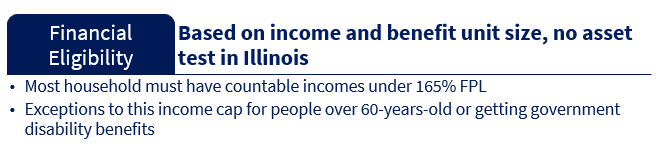 Financial
Eligibility
Based on income and benefit unit size, no asset
test in Illinois
• Most household must have countable incomes under 165% FPL
• Exceptions to this income cap for people over 60-years-old or getting government
disability benefits